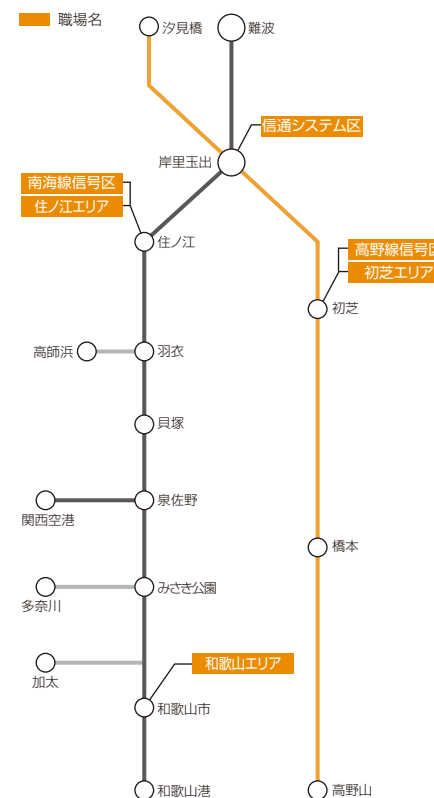 職場名
汐見橋
難波
信通システム区
岸里玉出
南海線信号区
住ノ江エリア
住ノ江
高野線信号区
初芝エリア
初芝
高師浜
羽衣
貝塚
泉佐野
関西空港
橋本
みさき公園
多奈川
和歌山エリア
加太
和歌山市
和歌山港
高野山